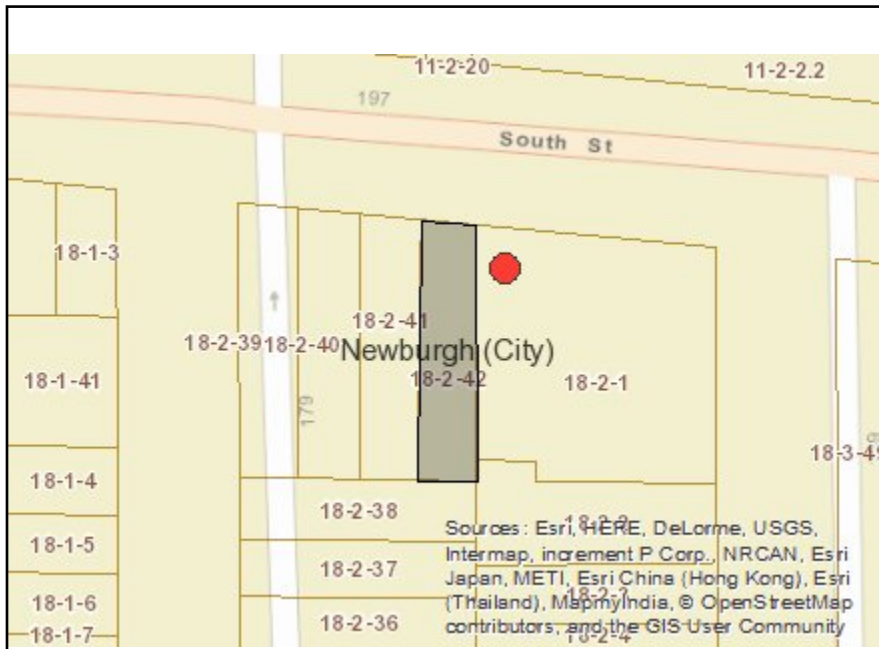 11-2-20
11-2-2.2
197
South St
18-1-3
18-2-41
18-2-39
18-2-40
Newburgh (City)
18-1-41
18-2-42
18-2-1
179
18-1-4
18-2-38
18-1-5
18-2-37
18-1-6
18-2-36
18-1-7
18-2-4
Sources: Esri, HERE, DeLorme, USGS,
Intermap, increment P Corp., NRCAN, Esri
Japan, METI, Esri China (Hong Kong), Esri
(Thailand), MapmyIndia, © OpenStreetMap
contributors, and the GIS User Community